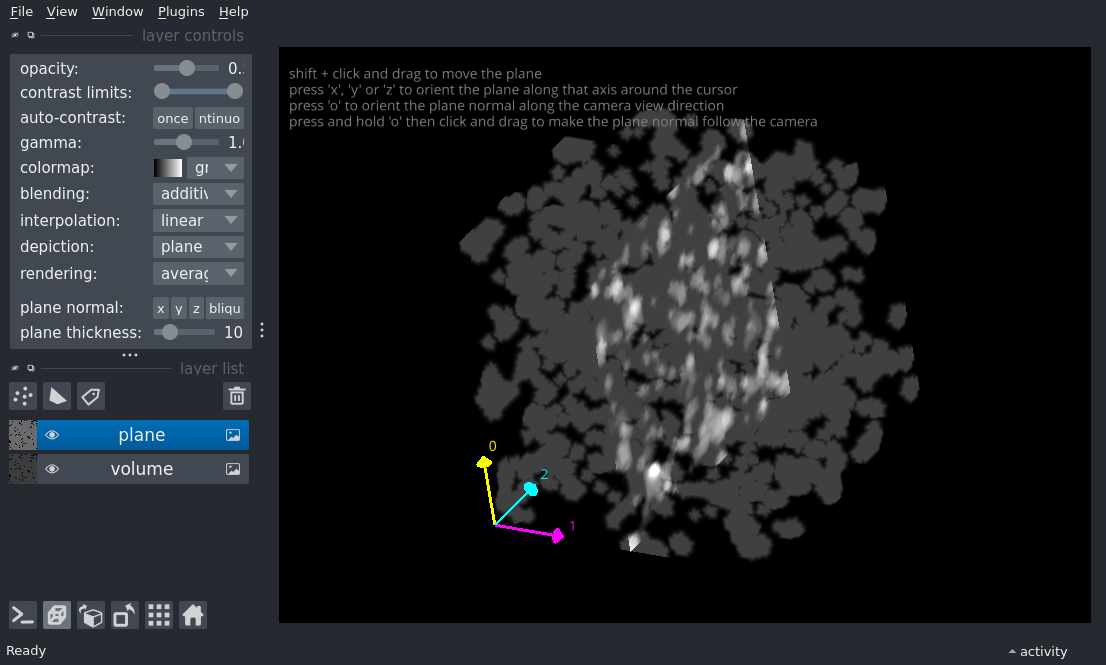 File View Window Plugins Help
layer controls
opacity: 0.
contrast limits:
auto-contrast: once ntinuo
gamma: 1.
colormap: gr
blending: additiv
interpolation: linear
depiction: plane
rendering: averag
plane normal: x y z bliqu
plane thickness: 10
layer list
plane
volume
shift + click and drag to move the plane
press 'x', 'y' or 'z' to orient the plane along that axis around the cursor
press 'o' to orient the plane normal along the camera view direction
press and hold 'o' then click and drag to make the plane normal follow the camera
0
2
1
Ready
activity